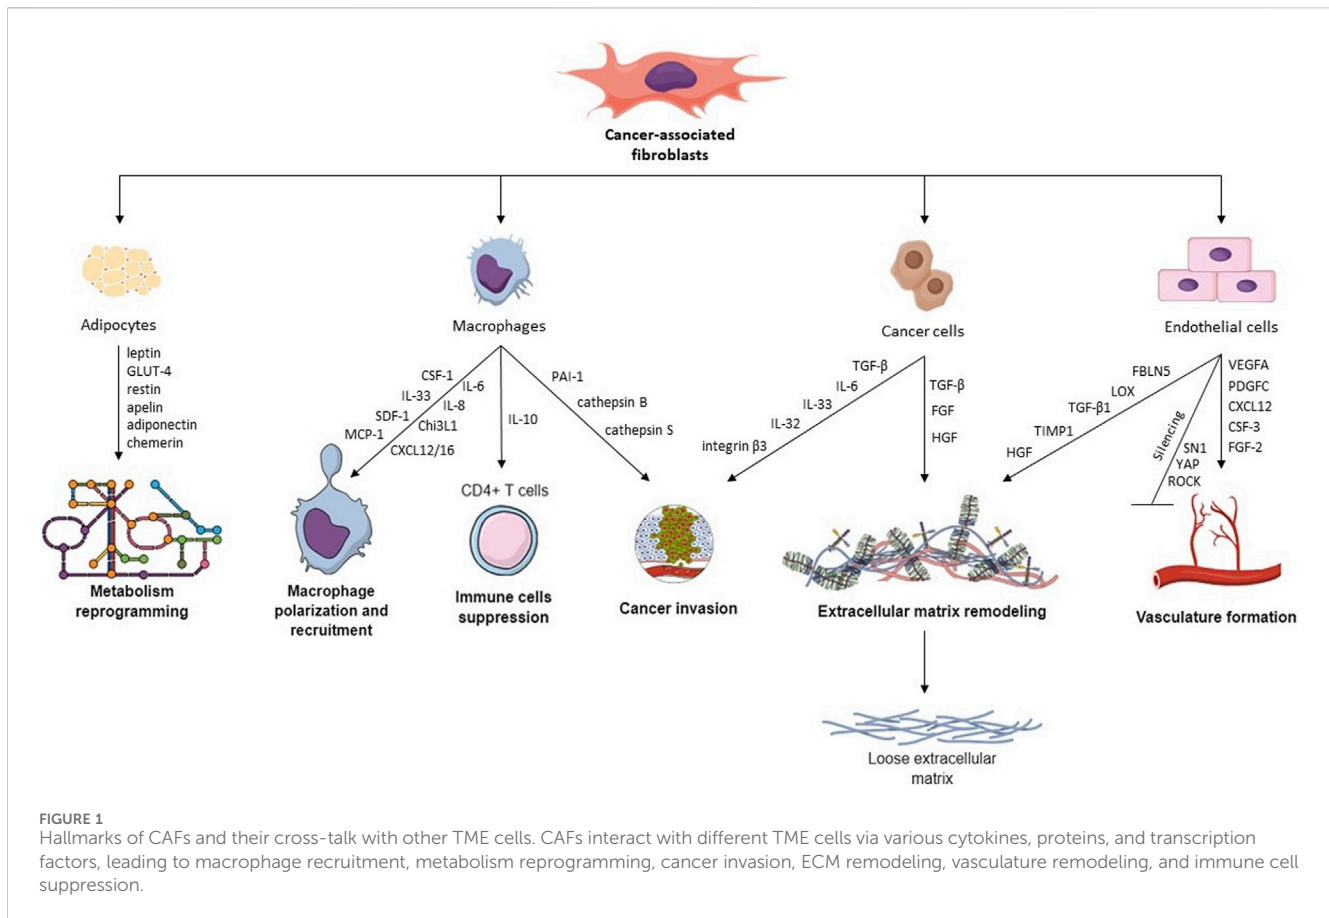 Cancer-associated
fibroblasts
Adipocytes
Macrophages
Cancer cells
Endothelial cells
leptin
GLUT-4
restin
apelin
adiponectin
chemerin
CSF-1
IL-33
SDF-1
MCP-1
IL-6
IL-8
Chi3L1
CXCL12/16
IL-10
PAI-1
cathepsin B
cathepsin S
TGF-β
IL-6
IL-33
IL-32
integrin β3
TGF-β
FGF
HGF
FBLN5
LOX
TGF-β1
TIMP1
HGF
Silencing
SN1
YAP
ROCK
VEGFA
PDGFC
CXCL12
CSF-3
FGF-2
CD4+ T cells
Metabolism
reprogramming
Macrophage
polarization and
recruitment
Immune cells
suppression
Cancer invasion
Extracellular matrix remodeling
Vasculature formation
Loose extracellular
matrix
FIGURE 1
Hallmarks of CAFs and their cross-talk with other TME cells. CAFs interact with different TME cells via various cytokines, proteins, and transcription
factors, leading to macrophage recruitment, metabolism reprogramming, cancer invasion, ECM remodeling, vasculature remodeling, and immune cell
suppression.